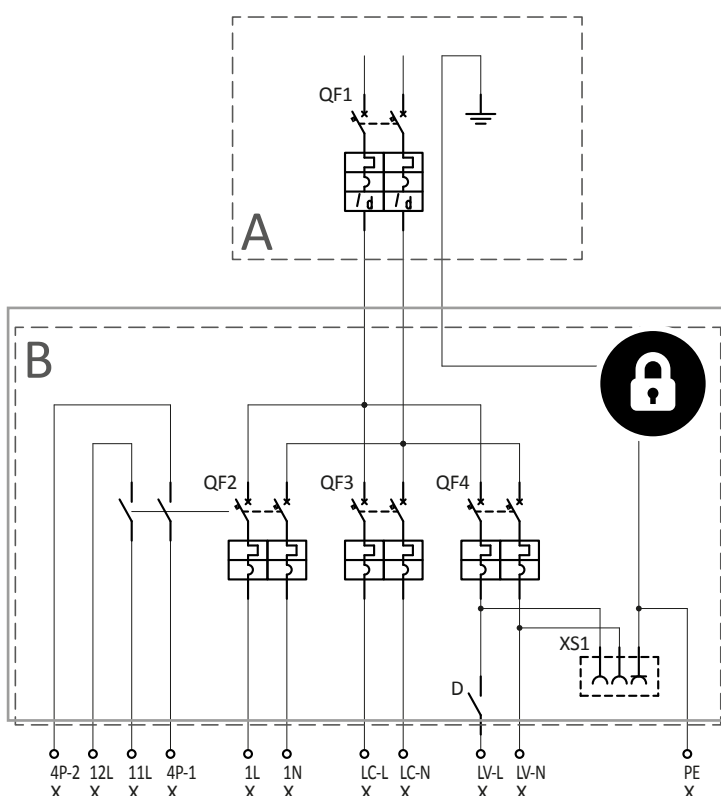 QF1
/d /d
A
B
QF2 QF3 QF4
XS1
D
4P-2 12L 11L 4P-1 1L 1N LC-L LC-N LV-L LV-N PE
X X X X X X X X X X X